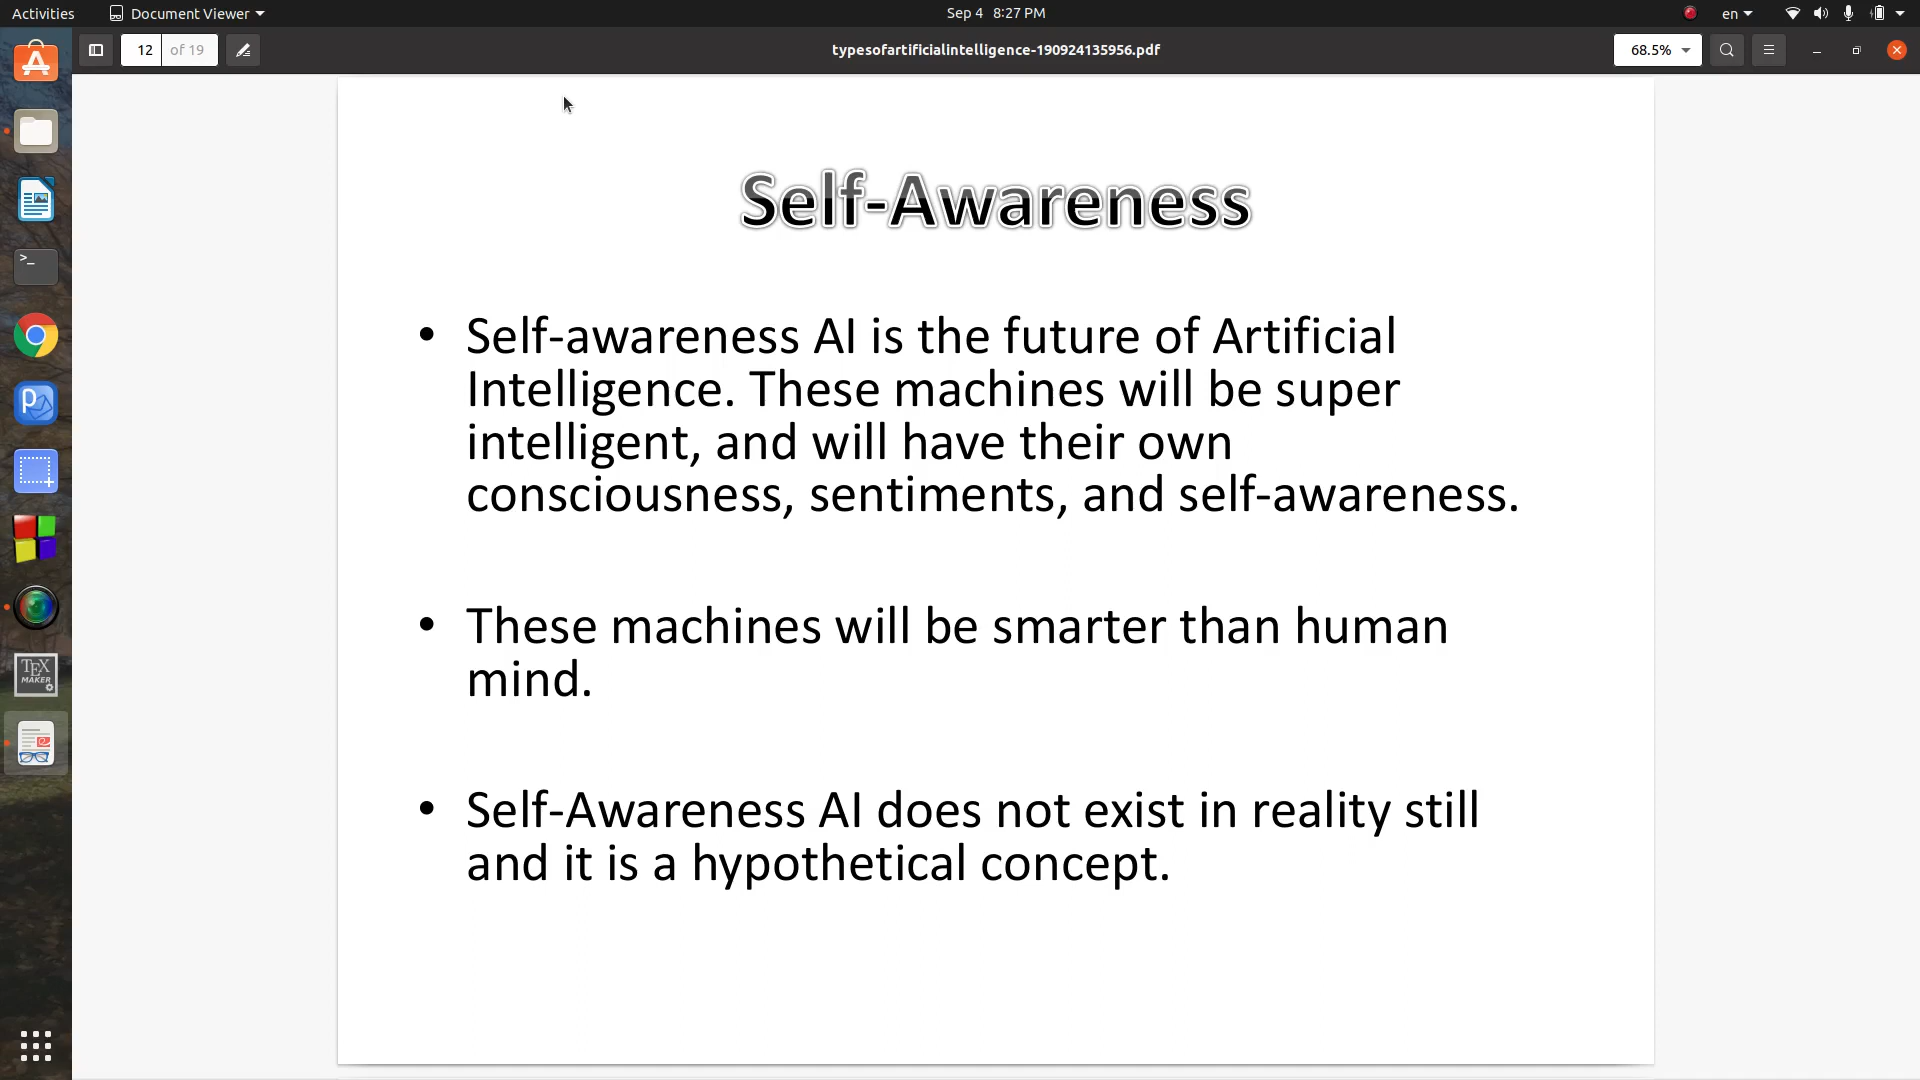 Activities
Document Viewer
Sep 4 8:27 PM
en
12 of 19
typesofartificialintelligence-190924135956.pdf
68.5%
Self-Awareness
• Self-awareness AI is the future of Artificial
Intelligence. These machines will be super
intelligent, and will have their own
consciousness, sentiments, and self-awareness.
• These machines will be smarter than human
mind.
• Self-Awareness AI does not exist in reality still
and it is a hypothetical concept.
>_
P
TEX
MAKER